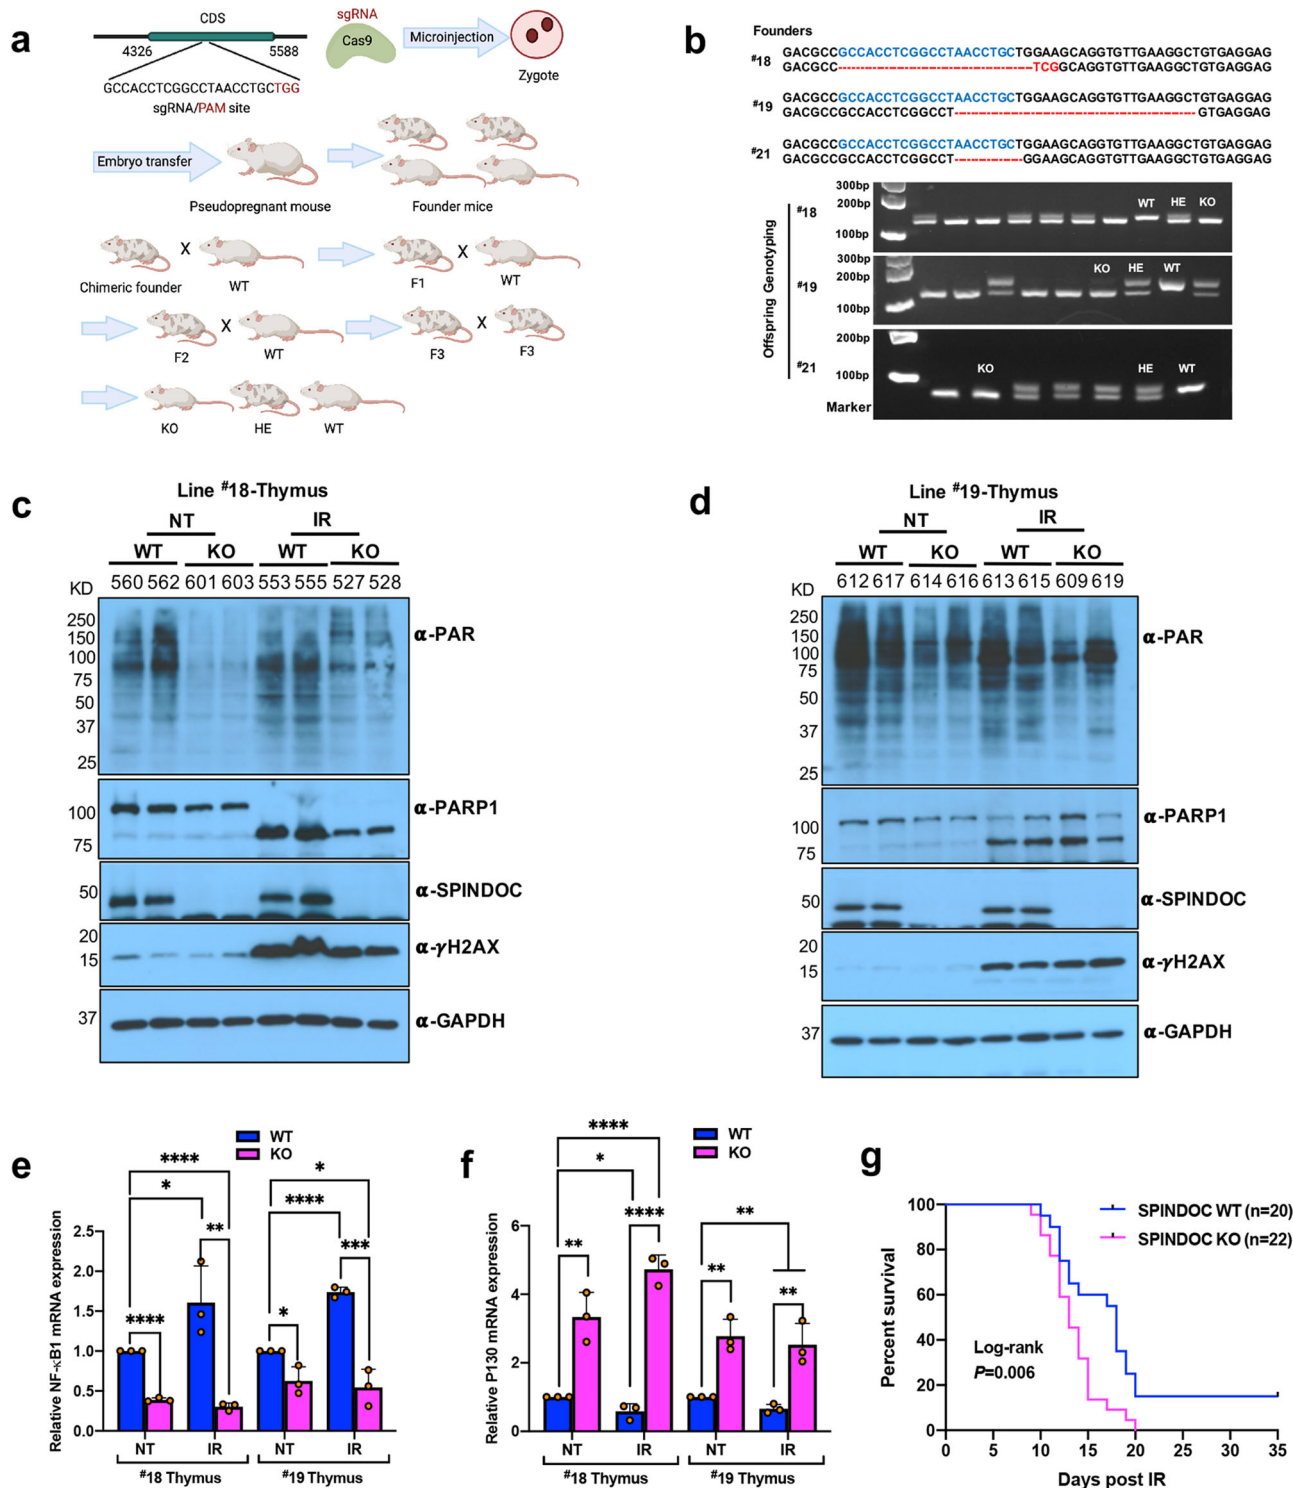 a
CDS
4326
5588
GCCACCTCGGCCTAACCTGCTGG
sgRNA/PAM site
sgRNA
Cas9
Microinjection
Zygote
Embryo transfer
Pseudopregnant mouse
Founder mice
X
X
Chimeric founder
WT
F1
WT
X
X
F2
WT
F3
F3
KO
HE
WT
b
Founders
#18
GACGCCGCCACCTCGGCCTAACCTGCTGGAAGCAGGTGTTGAAGGCTGTGAGGAG
GACGCC----------------------TCGGCAGGTGTTGAAGGCTGTGAGGAG
#19
GACGCCGCCACCTCGGCCTAACCTGCTGGAAGCAGGTGTTGAAGGCTGTGAGGAG
GACGCCGCCACCTCGGCCT---------------------------GTGAGGAG
#21
GACGCCGCCACCTCGGCCTAACCTGCTGGAAGCAGGTGTTGAAGGCTGTGAGGAG
GACGCCGCCACCTCGGCCT--------GGAAGCAGGTGTTGAAGGCTGTGAGGAG
Offspring Genotyping
#18
300bp
200bp
100bp
WT HE KO
#19
300bp
200bp
100bp
KO HE WT
#21
200bp
100bp
KO HE WT
Marker
c
Line #18-Thymus
NT IR
WT KO WT KO
KD
560 562 601 603 553 555 527 528
250
150
100
75
50
37
25
α-PAR
100
75
α-PARP1
50
α-SPINDOC
20
15
α-γH2AX
37
α-GAPDH
d
Line #19-Thymus
NT IR
WT KO WT KO
KD
612 617 614 616 613 615 609 619
250
150
100
75
50
37
25
α-PAR
100
75
α-PARP1
50
α-SPINDOC
20
15
α-γH2AX
37
α-GAPDH
e
WT
KO
Relative NF-κB1 mRNA expression
2.5
2.0
1.5
1.0
0.5
0.0
****
*
**
****
*
****
***
*
NT IR NT IR
#18 Thymus #19 Thymus
f
WT
KO
Relative P130 mRNA expression
6
4
2
0
****
*
****
**
**
**
**
NT IR NT IR
#18 Thymus #19 Thymus
g
Percent survival
100
80
60
40
20
0
SPINDOC WT (n=20)
SPINDOC KO (n=22)
Log-rank
P=0.006
0 5 10 15 20 25 30 35
Days post IR